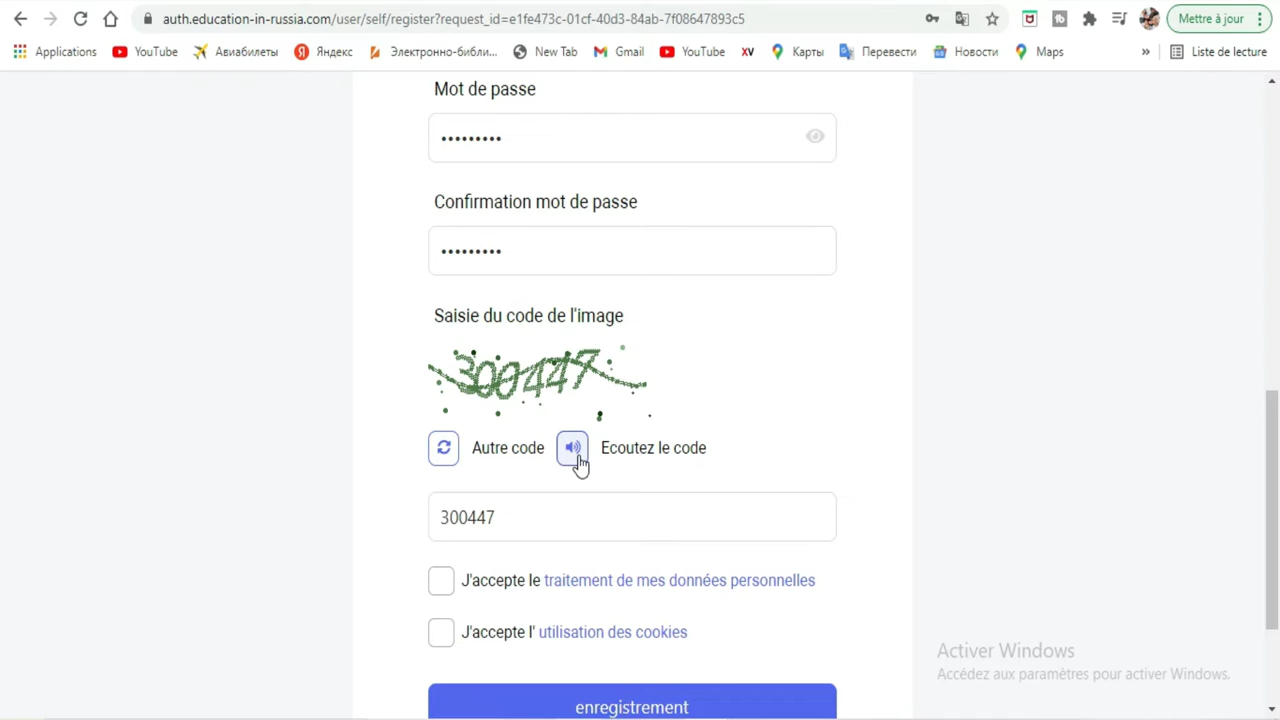 auth.education-in-russia.com/user/self/register?request_id=e1fe473c-01cf-40d3-84ab-7f08647893c5 Mettre à jour
Applications YouTube Авиабилеты Яндекс Электронно-библи... New Tab Gmail YouTube XV Карты Перевести Новости Maps » Liste de lecture
Mot de passe
•••••••••
Confirmation mot de passe
•••••••••
Saisie du code de l'image
300447
Autre code Ecoutez le code
300447
J'accepte le traitement de mes données personnelles
J'accepte l' utilisation des cookies
Activer Windows
Accédez aux paramètres pour activer Windows.
enregistrement